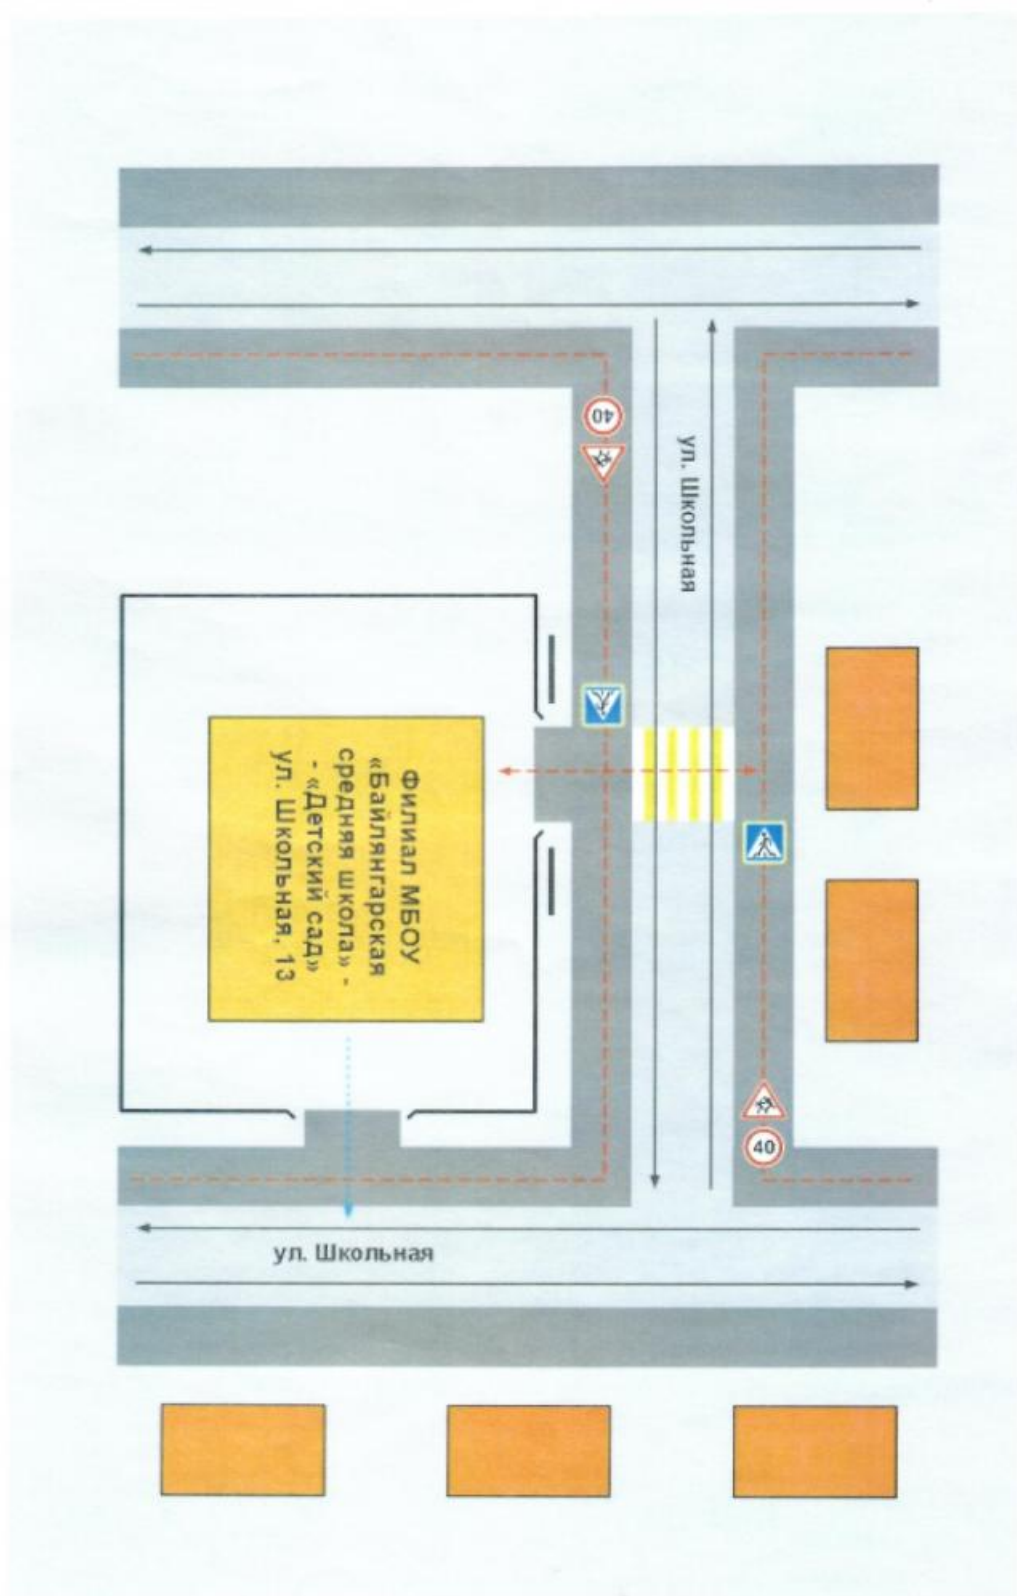 40
ул. Школьная
Филиал МБОУ
«Байлянгарская
средняя школа» -
- «Детский сад»
ул. Школьная, 13
40
ул. Школьная